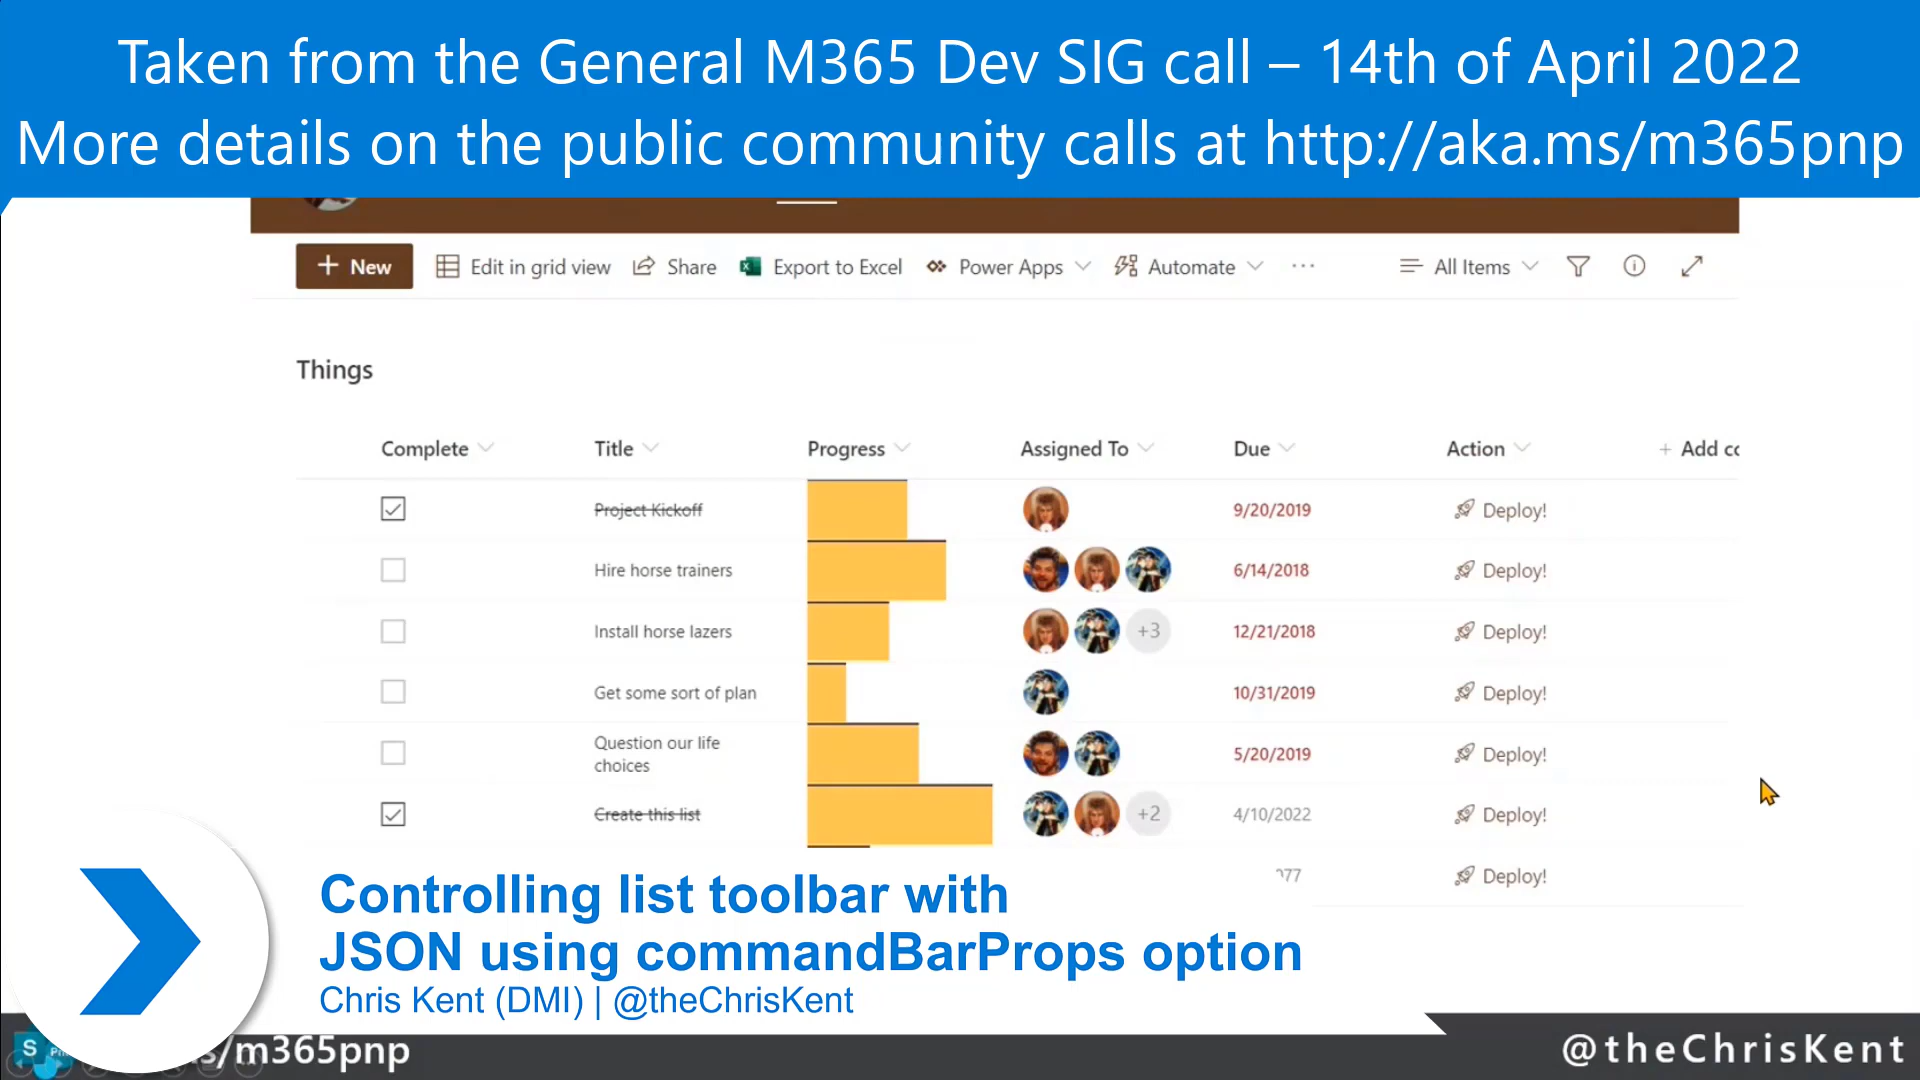 Taken from the General M365 Dev SIG call – 14th of April 2022
More details on the public community calls at http://aka.ms/m365pnp
+ New Edit in grid view Share Export to Excel Power Apps Automate ··· All Items
Things
Complete Title Progress Assigned To Due Action + Add co
Project Kickoff 9/20/2019 Deploy!
Hire horse trainers 6/14/2018 Deploy!
Install horse lazers +3 12/21/2018 Deploy!
Get some sort of plan 10/31/2019 Deploy!
Question our life
choices 5/20/2019 Deploy!
Create this list +2 4/10/2022 Deploy!
077 Deploy!
Controlling list toolbar with
JSON using commandBarProps option
Chris Kent (DMI) | @theChrisKent
S s/m365pnp @theChrisKent